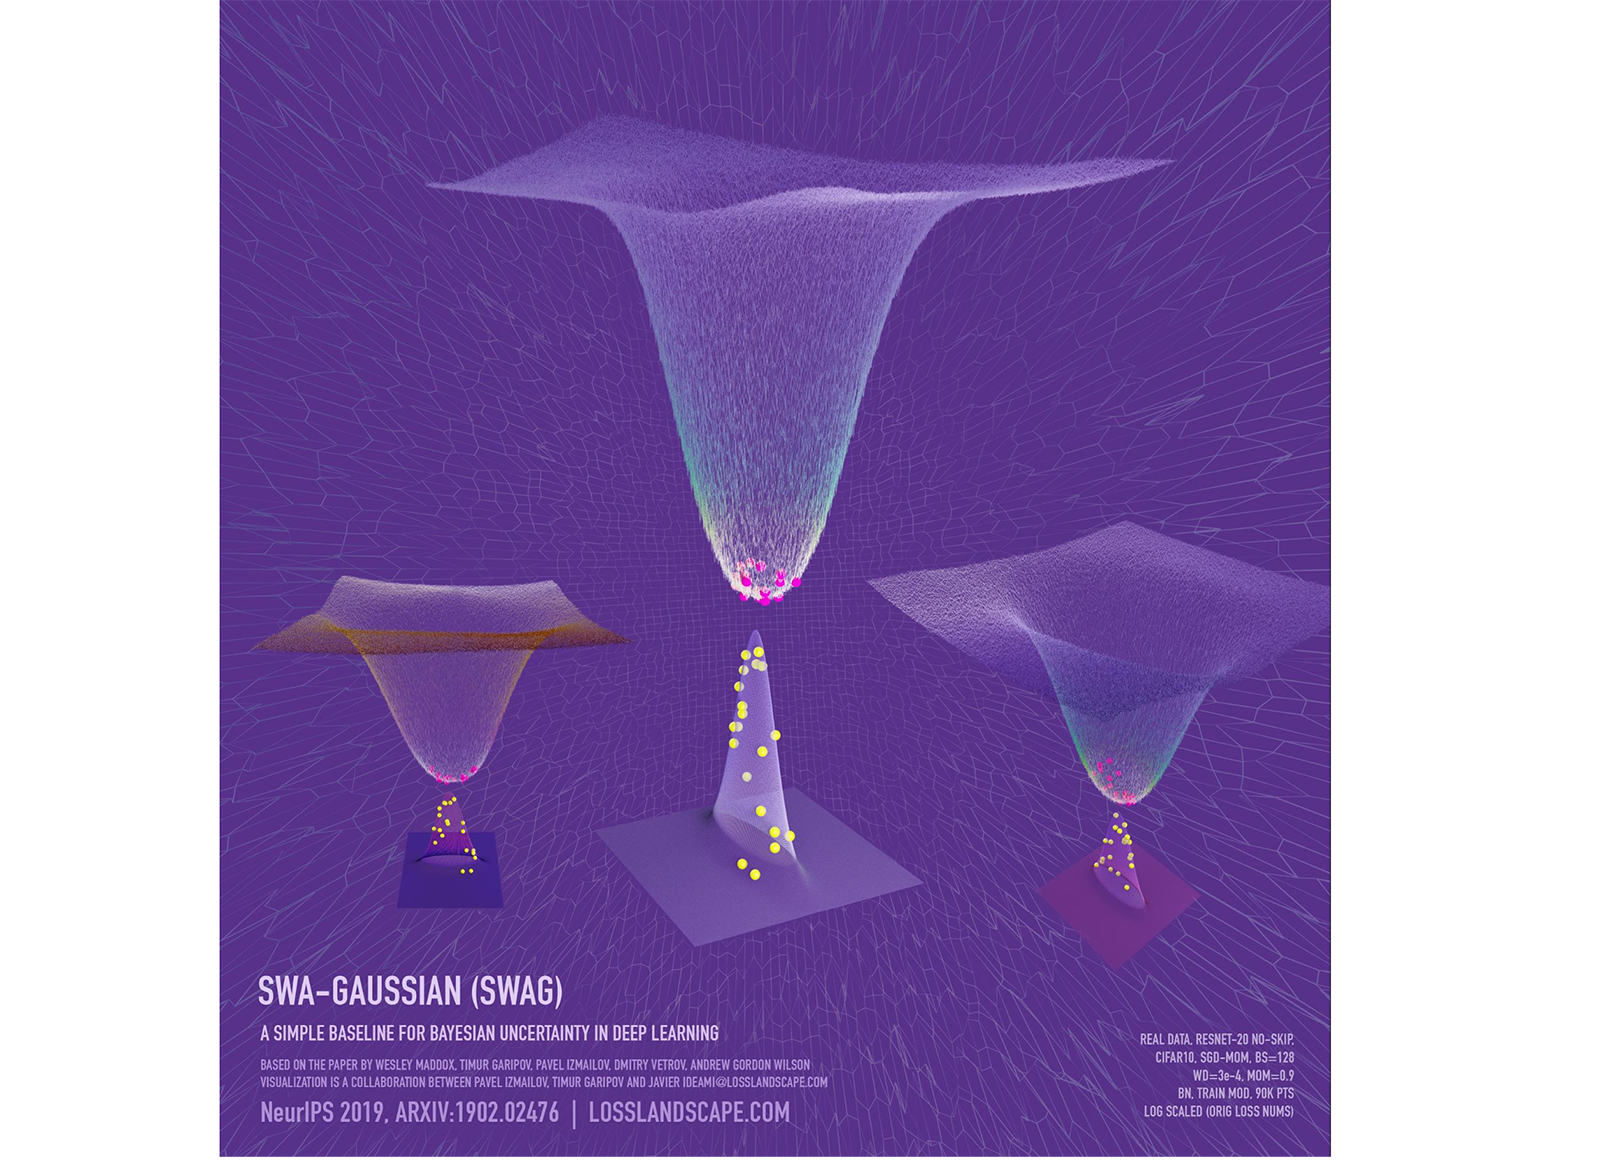 SWA-GAUSSIAN (SWAG)
A SIMPLE BASELINE FOR BAYESIAN UNCERTAINTY IN DEEP LEARNING
BASED ON THE PAPER BY WESLEY MADDOX, TIMUR GARIPOV, PAVEL IZMAILOV, DMITRY VETROV, ANDREW GORDON WILSON
VISUALIZATION IS A COLLABORATION BETWEEN PAVEL IZMAILOV, TIMUR GARIPOV AND JAVIER IDEAMI@LOSSLANDSCAPE.COM
NeurIPS 2019, ARXIV:1902.02476 | LOSSLANDSCAPE.COM
REAL DATA, RESNET-20 NO-SKIP,
CIFAR10, SGD-MOM, BS=128
WD=3e-4, MOM=0.9
BN, TRAIN MOD, 90K PTS
LOG SCALED (ORIG LOSS NUMS)